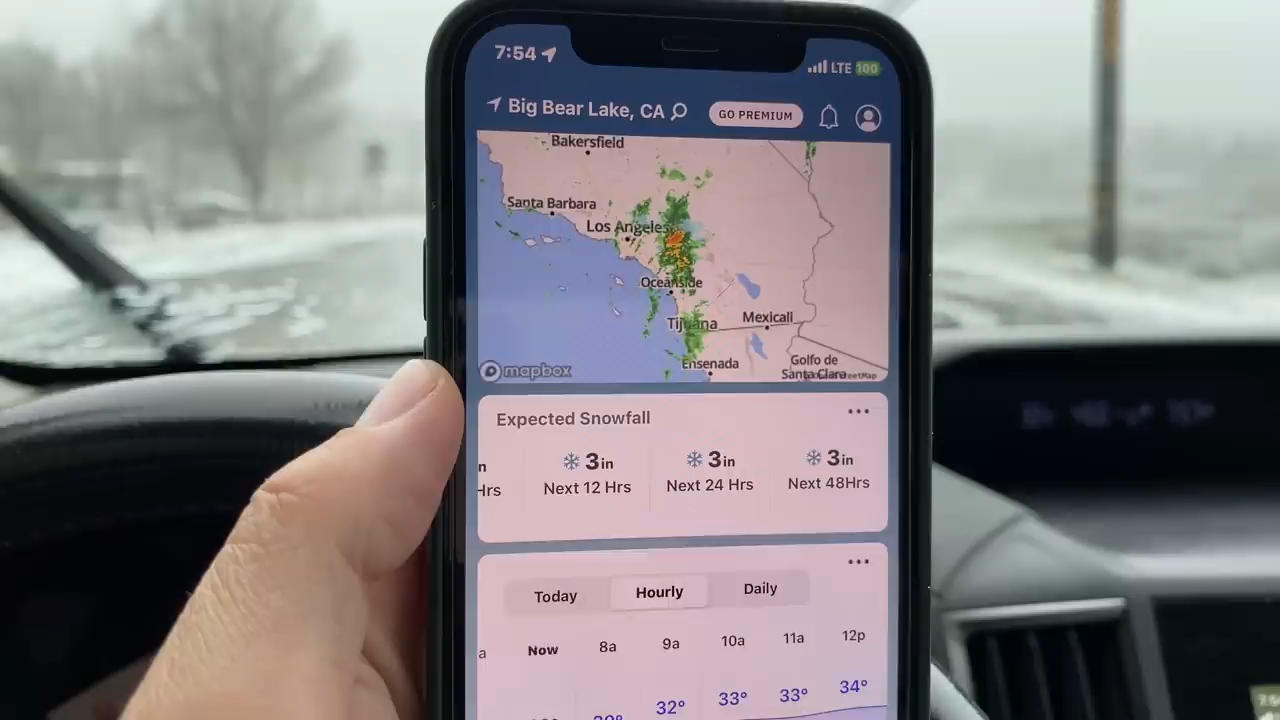 7:54 LTE 100
Big Bear Lake, CA GO PREMIUM
Bakersfield
Santa Barbara
Los Angeles
Oceanside
Tijuana
Mexicali
Ensenada
Golfo de
Santa Clara
mapbox
Expected Snowfall
n 3in 3in 3in
Hrs Next 12 Hrs Next 24 Hrs Next 48Hrs
Today Hourly Daily
a Now 8a 9a 10a 11a 12p
32° 33° 33° 34°